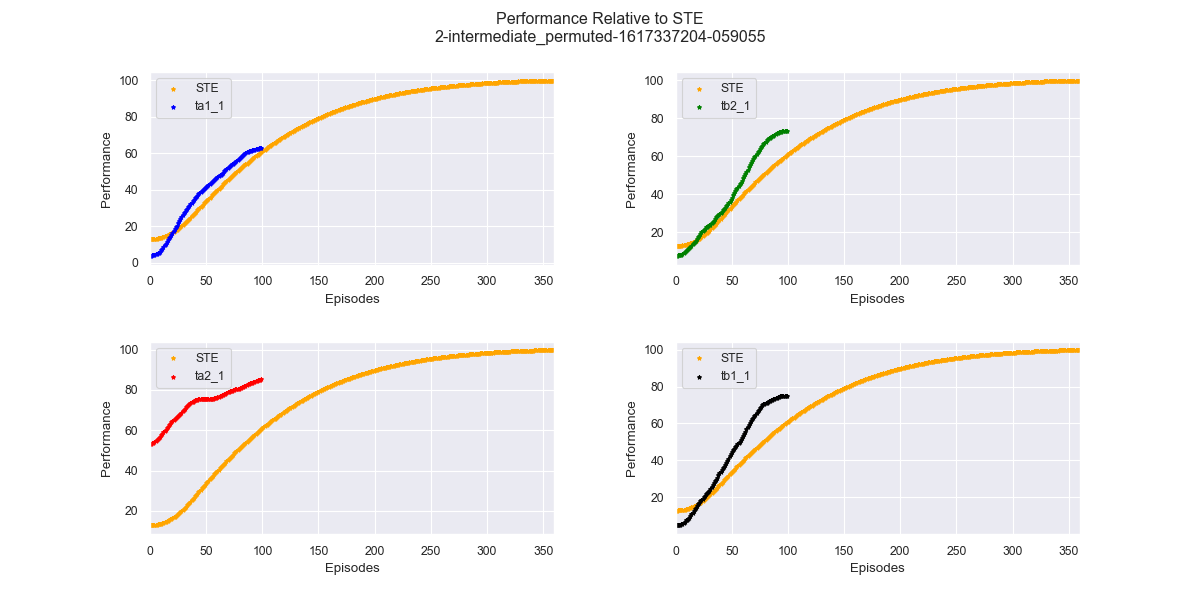 Performance Relative to STE
2-intermediate_permuted-1617337204-059055
STE
ta1_1
Performance
100
80
60
40
20
0
0 50 100 150 200 250 300 350
Episodes
STE
tb2_1
Performance
100
80
60
40
20
0 50 100 150 200 250 300 350
Episodes
STE
ta2_1
Performance
100
80
60
40
20
0 50 100 150 200 250 300 350
Episodes
STE
tb1_1
Performance
100
80
60
40
20
0 50 100 150 200 250 300 350
Episodes